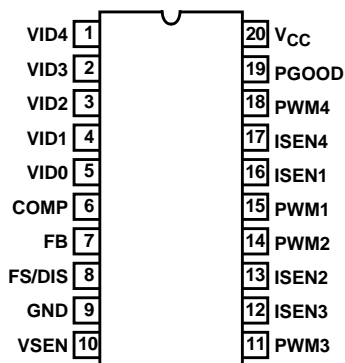 VID4 1
VID3 2
VID2 3
VID1 4
VID0 5
COMP 6
FB 7
FS/DIS 8
GND 9
VSEN 10
20 VCC
19 PGOOD
18 PWM4
17 ISEN4
16 ISEN1
15 PWM1
14 PWM2
13 ISEN2
12 ISEN3
11 PWM3